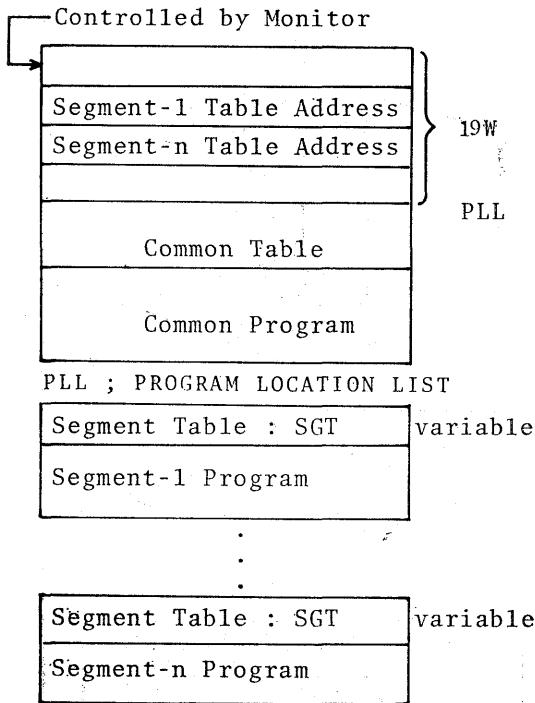 Controlled by Monitor
Segment-1 Table Address
Segment-n Table Address
19W
PLL
Common Table
Common Program
PLL ; PROGRAM LOCATION LIST
Segment Table : SGT
variable
Segment-1 Program
Segment Table : SGT
variable
Segment-n Program